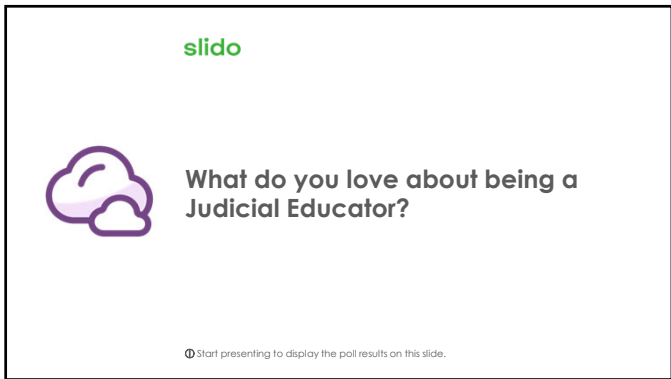 slido
What do you love about being a
Judicial Educator?
ⓘ Start presenting to display the poll results on this slide.